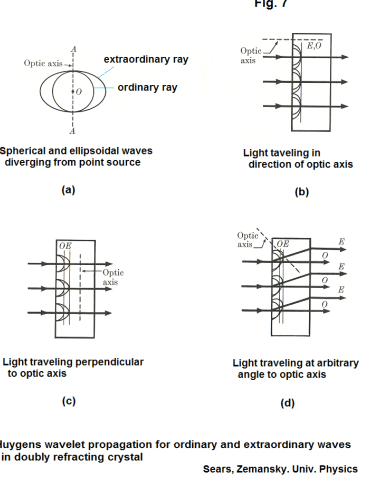 Fig. 7
A
Optic axis
extraordinary ray
ordinary ray
O
A
Spherical and ellipsoidal waves
diverging from point source
(a)
Optic
axis
E,O
Light taveling in
direction of optic axis
(b)
OE
Optic
axis
Light traveling perpendicular
to optic axis
(c)
Optic
axis
OE
E
O
E
O
E
O
Light traveling at arbitrary
angle to optic axis
(d)
Huygens wavelet propagation for ordinary and extraordinary waves
in doubly refracting crystal
Sears, Zemansky. Univ. Physics